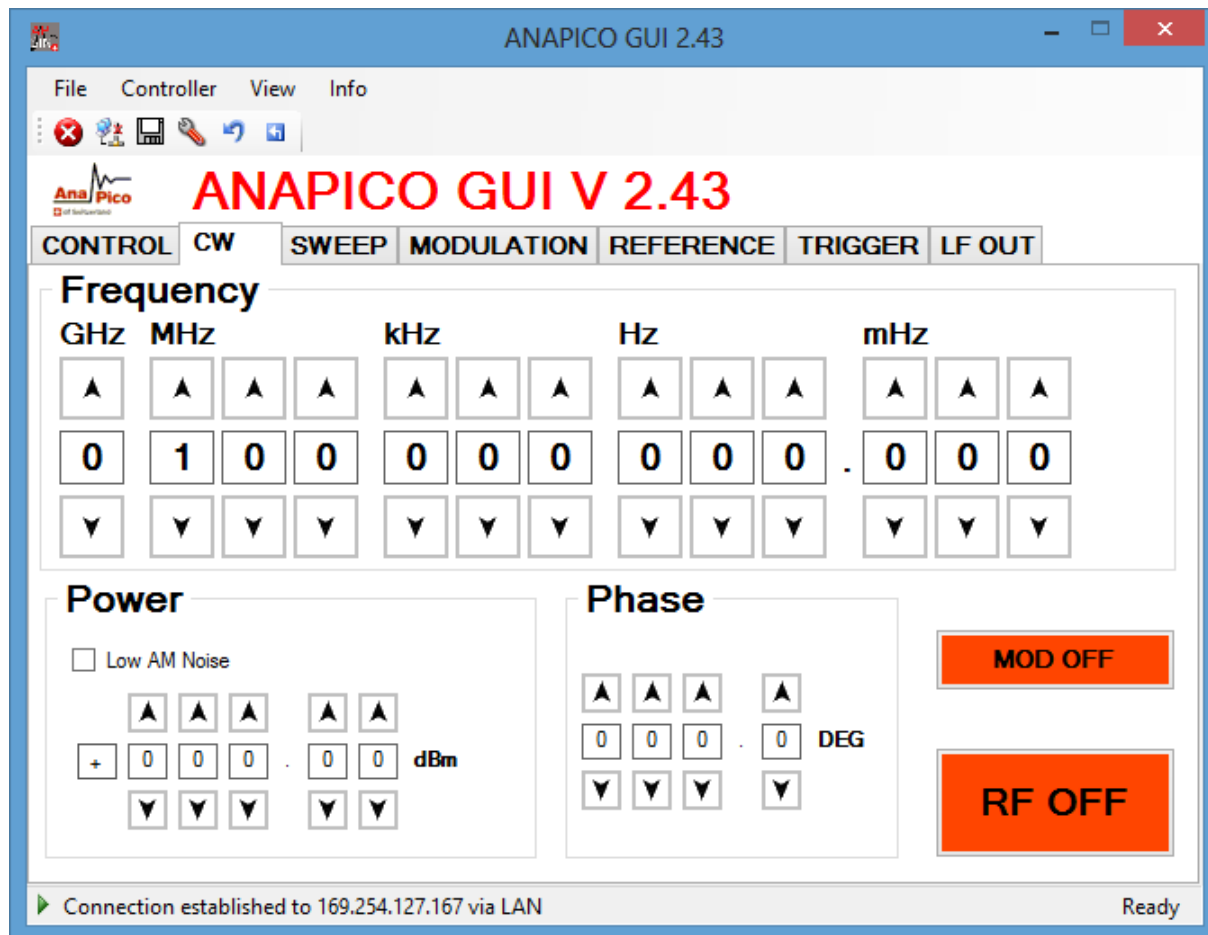 ANAPICO GUI 2.43
File Controller View Info
Ana Pico
ANAPICO GUI V 2.43
CONTROL CW SWEEP MODULATION REFERENCE TRIGGER LF OUT
Frequency
GHz MHz kHz Hz mHz
0 1 0 0 0 0 0 0 0 0 . 0 0 0
Power
Low AM Noise
+ 0 0 0 . 0 0 dBm
Phase
0 0 0 . 0 DEG
MOD OFF
RF OFF
Connection established to 169.254.127.167 via LAN
Ready